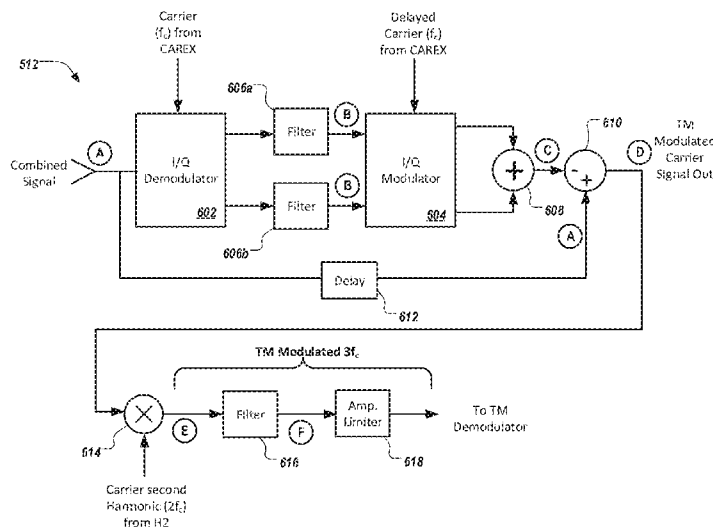 Carrier
(fc) from
CAREX
Delayed
Carrier (fc)
from CAREX
512
606a
610
Filter
B
TM
Modulated
Carrier
Signal Out
A
C
D
Combined
Signal
I/Q
Demodulator
I/Q
Modulator
- +
+
B
Filter
602
604
608
606b
A
Delay
612
TM Modulated 3fc
X
Filter
Amp.
Limiter
To TM
Demodulator
614
E
F
616
618
Carrier second
Harmonic (2fc)
from H2